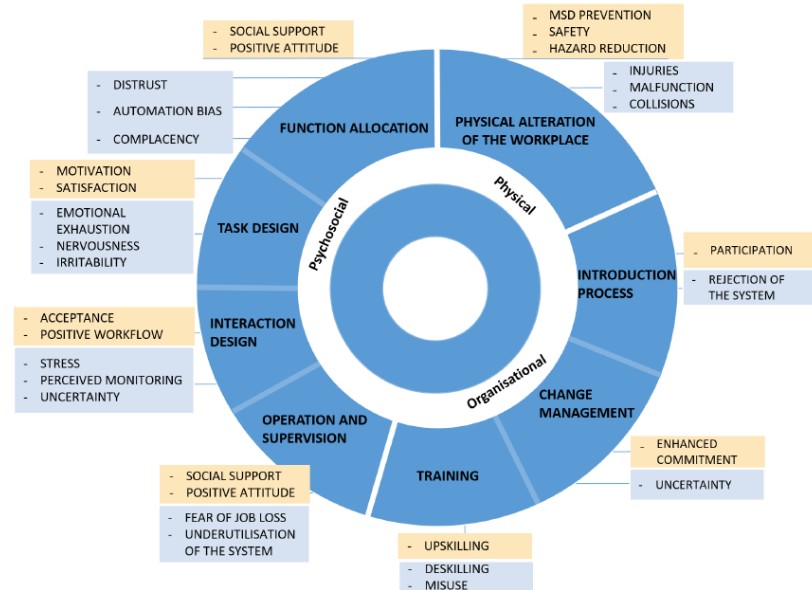 - SOCIAL SUPPORT
- POSITIVE ATTITUDE
- MSD PREVENTION
- SAFETY
- HAZARD REDUCTION
- DISTRUST
- AUTOMATION BIAS
- COMPLACENCY
- INJURIES
- MALFUNCTION
- COLLISIONS
FUNCTION ALLOCATION
PHYSICAL ALTERATION
OF THE WORKPLACE
- MOTIVATION
- SATISFACTION
- EMOTIONAL
EXHAUSTION
- NERVOUSNESS
- IRRITABILITY
TASK DESIGN
Psychosocial
Physical
INTRODUCTION
PROCESS
- PARTICIPATION
- REJECTION OF
THE SYSTEM
- ACCEPTANCE
- POSITIVE WORKFLOW
- STRESS
- PERCEIVED MONITORING
- UNCERTAINTY
INTERACTION
DESIGN
Organisational
CHANGE
MANAGEMENT
OPERATION AND
SUPERVISION
TRAINING
- ENHANCED
COMMITMENT
- UNCERTAINTY
- SOCIAL SUPPORT
- POSITIVE ATTITUDE
- FEAR OF JOB LOSS
- UNDERUTILISATION
OF THE SYSTEM
- UPSKILLING
- DESKILLING
- MISUSE